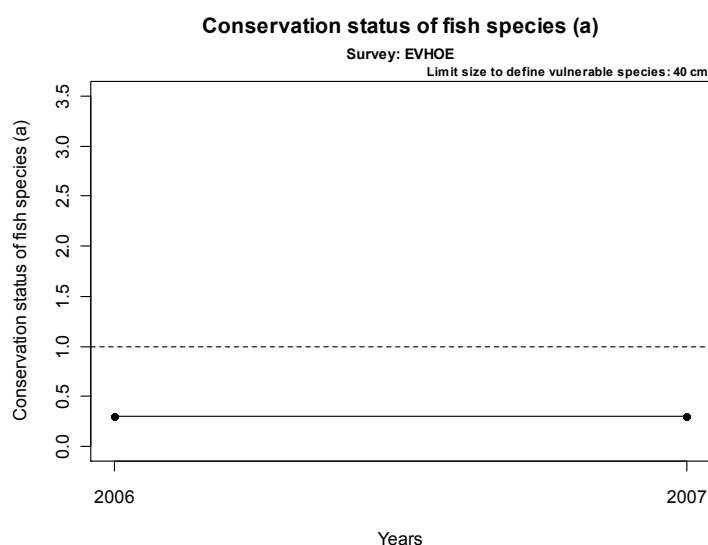 Conservation status of fish species (a)
Survey: EVHOE
Limit size to define vulnerable species: 40 cm
Conservation status of fish species (a)
3.5
3.0
2.5
2.0
1.5
1.0
0.5
0.0
2006 2007
Years